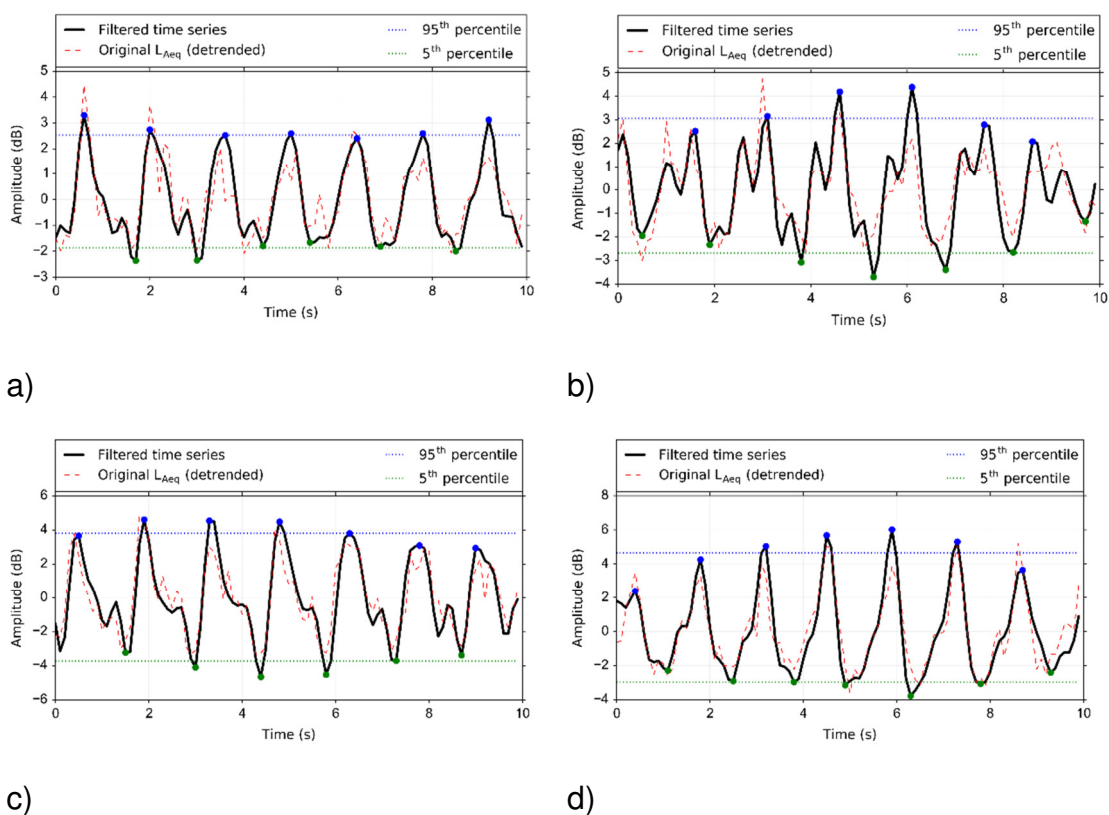 Filtered time series 95th percentile
Original LAeq (detrended) 5th percentile
5
4
3
2
1
0
−1
−2
−3
Amplitude (dB)
0 2 4 6 8 10
Time (s)
a)
Filtered time series 95th percentile
Original LAeq (detrended) 5th percentile
5
4
3
2
1
0
−1
−2
−3
−4
Amplitude (dB)
0 2 4 6 8 10
Time (s)
b)
Filtered time series 95th percentile
Original LAeq (detrended) 5th percentile
6
4
2
0
−2
−4
−6
Amplitude (dB)
0 2 4 6 8 10
Time (s)
c)
Filtered time series 95th percentile
Original LAeq (detrended) 5th percentile
8
6
4
2
0
−2
−4
Amplitude (dB)
0 2 4 6 8 10
Time (s)
d)